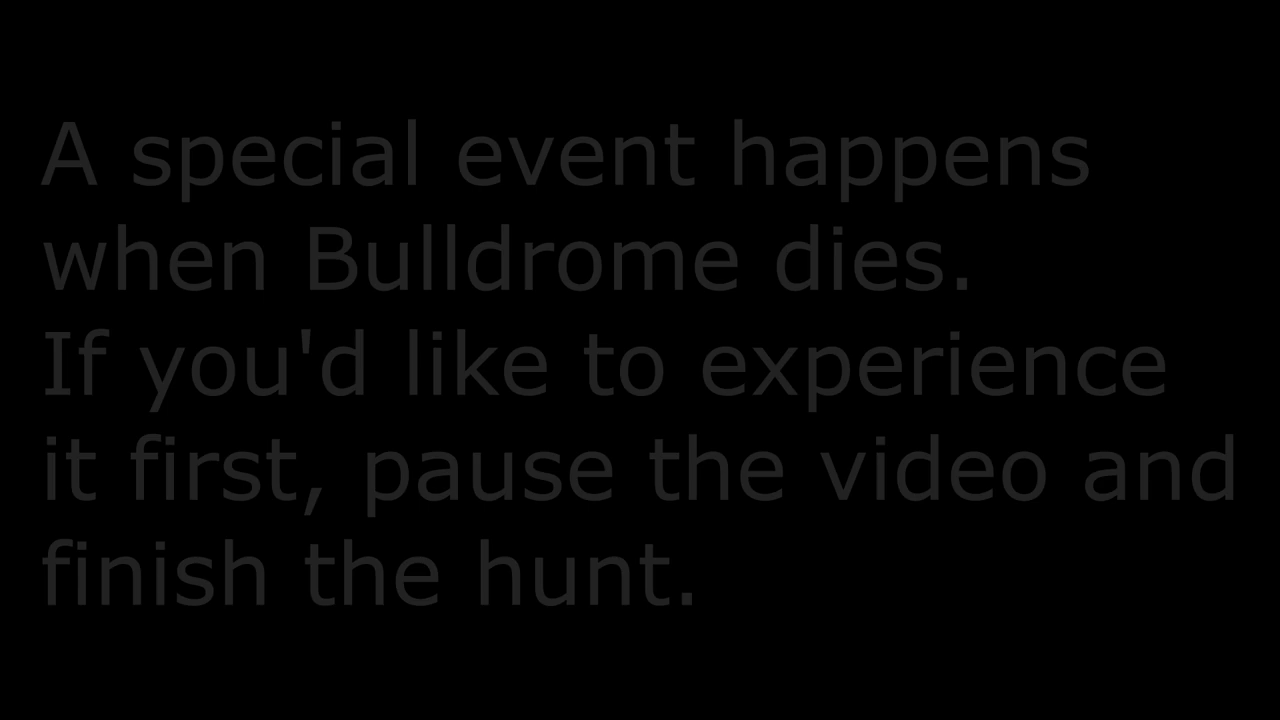 A special event happens
when Bulldrome dies.
If you'd like to experience
it first, pause the video and
finish the hunt.